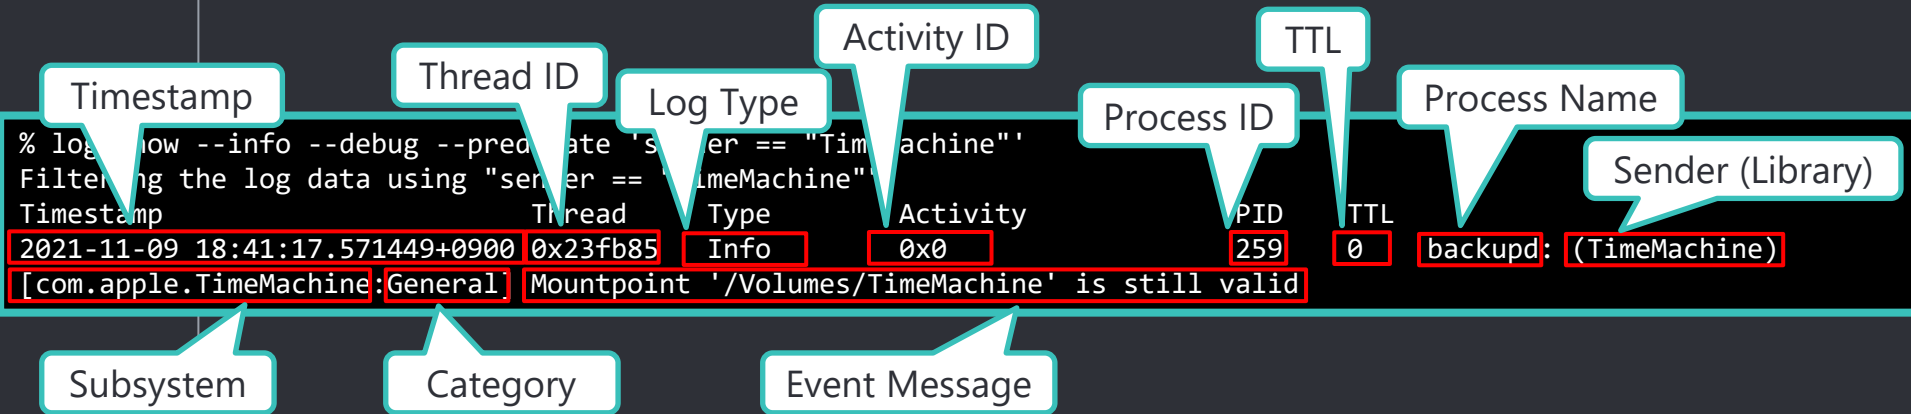 Activity ID
TTL
Thread ID
Timestamp
Log Type
Process ID
Process Name
Sender (Library)
% log how --info --debug --pred ate 's er == "Tim achine"'
Filte ng the log data using "sen er == " imeMachine"
Timestamp Thread Type Activity PID TTL
2021-11-09 18:41:17.571449+0900 0x23fb85 Info 0x0 259 0 backupd: (TimeMachine)
[com.apple.TimeMachine:General] Mountpoint '/Volumes/TimeMachine' is still valid
Subsystem
Category
Event Message